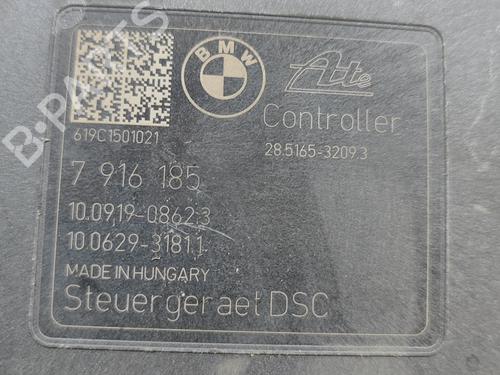 BMW
Ate
Controller
619C1501021
28.5165-3209.3
7 916 185
10.0919-0862.3
10.0629-3181.1
MADE IN HUNGARY
Steuergeraet DSC
B-PARTS